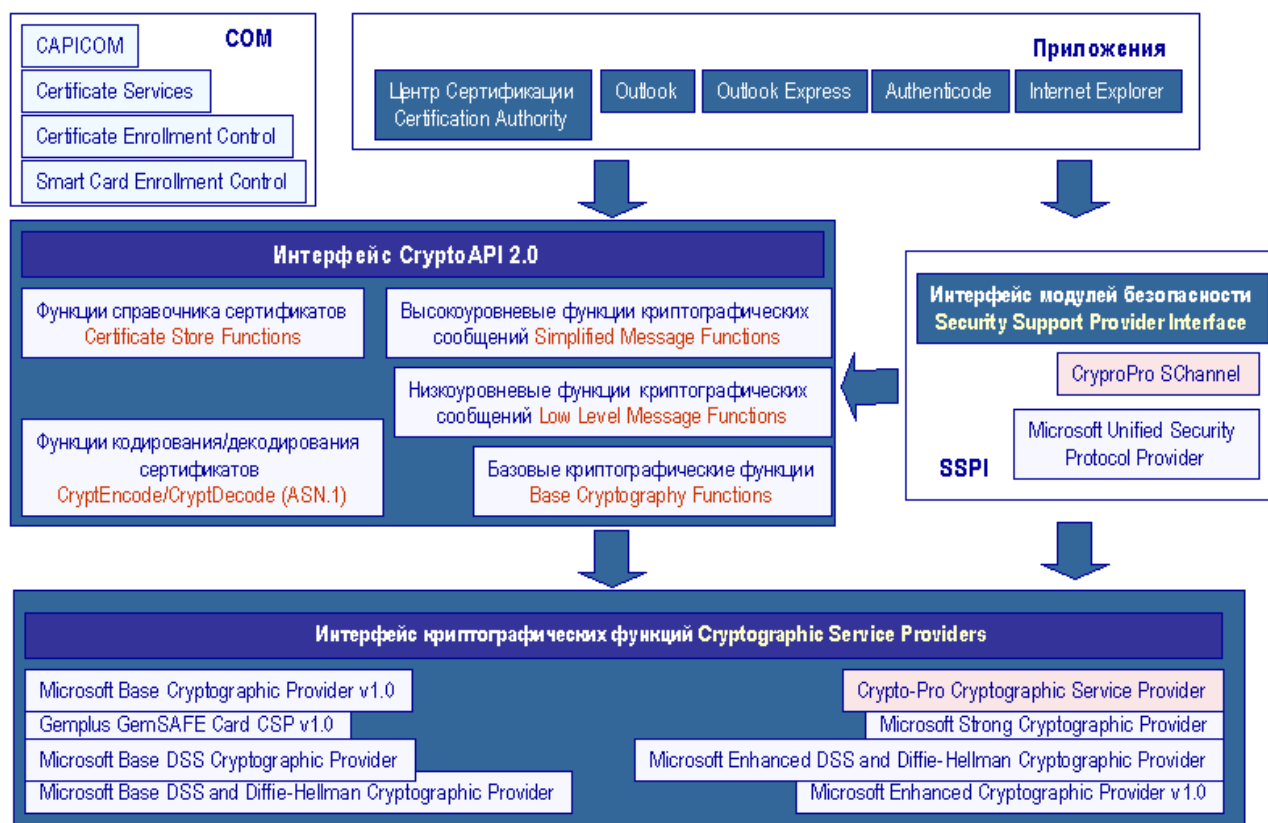 COM
CAPICOM
Certificate Services
Certificate Enrollment Control
Smart Card Enrollment Control
Приложения
Центр Сертификации
Certification Authority
Outlook
Outlook Express
Authenticode
Internet Explorer
Интерфейс CryptoAPI 2.0
Функции справочника сертификатов
Certificate Store Functions
Высокоуровневые функции криптографических
сообщений Simplified Message Functions
Низкоуровневые функции криптографических
сообщений Low Level Message Functions
Функции кодирования/декодирования
сертификатов
CryptEncode/CryptDecode (ASN.1)
Базовые криптографические функции
Base Cryptography Functions
Интерфейс модулей безопасности
Security Support Provider Interface
CryproPro SChannel
Microsoft Unified Security
Protocol Provider
SSPI
Интерфейс криптографических функций Cryptographic Service Providers
Microsoft Base Cryptographic Provider v1.0
Gemplus GemSAFE Card CSP v1.0
Microsoft Base DSS Cryptographic Provider
Microsoft Base DSS and Diffie-Hellman Cryptographic Provider
Crypto-Pro Cryptographic Service Provider
Microsoft Strong Cryptographic Provider
Microsoft Enhanced DSS and Diffie-Hellman Cryptographic Provider
Microsoft Enhanced Cryptographic Provider v1.0